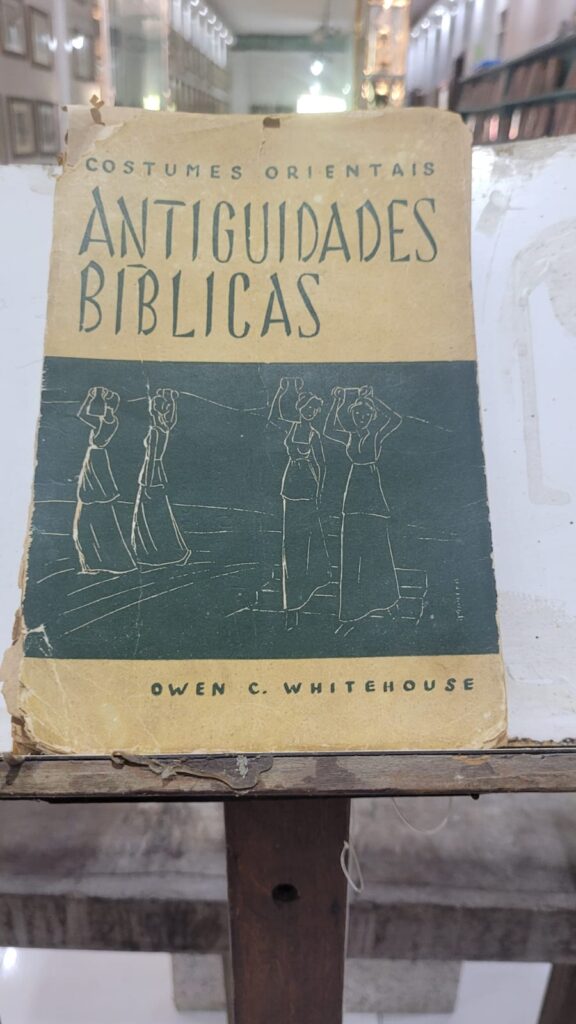 COSTUMES ORIENTAIS
ANTIGUIDADES
BÍBLICAS
OWEN C. WHITEHOUSE